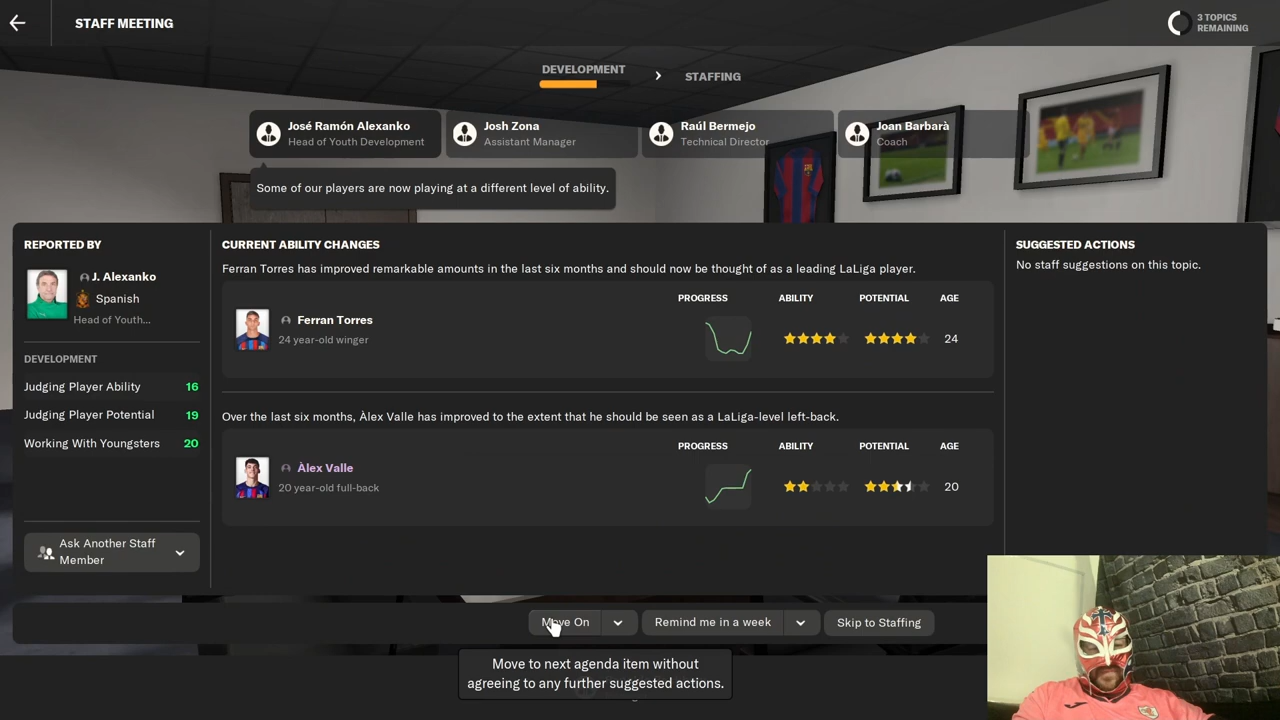 STAFF MEETING
3 TOPICS
REMAINING
DEVELOPMENT
STAFFING
José Ramón Alexanko
Head of Youth Development
Josh Zona
Assistant Manager
Raúl Bermejo
Technical Director
Joan Barbarà
Coach
Some of our players are now playing at a different level of ability.
REPORTED BY
J. Alexanko
Spanish
Head of Youth...
DEVELOPMENT
Judging Player Ability 16
Judging Player Potential 19
Working With Youngsters 20
Ask Another Staff
Member
CURRENT ABILITY CHANGES
Ferran Torres has improved remarkable amounts in the last six months and should now be thought of as a leading LaLiga player.
PROGRESS ABILITY POTENTIAL AGE
Ferran Torres
24 year-old winger
24
Over the last six months, Àlex Valle has improved to the extent that he should be seen as a LaLiga-level left-back.
PROGRESS ABILITY POTENTIAL AGE
Àlex Valle
20 year-old full-back
20
SUGGESTED ACTIONS
No staff suggestions on this topic.
Move On
Remind me in a week
Skip to Staffing
Move to next agenda item without
agreeing to any further suggested actions.